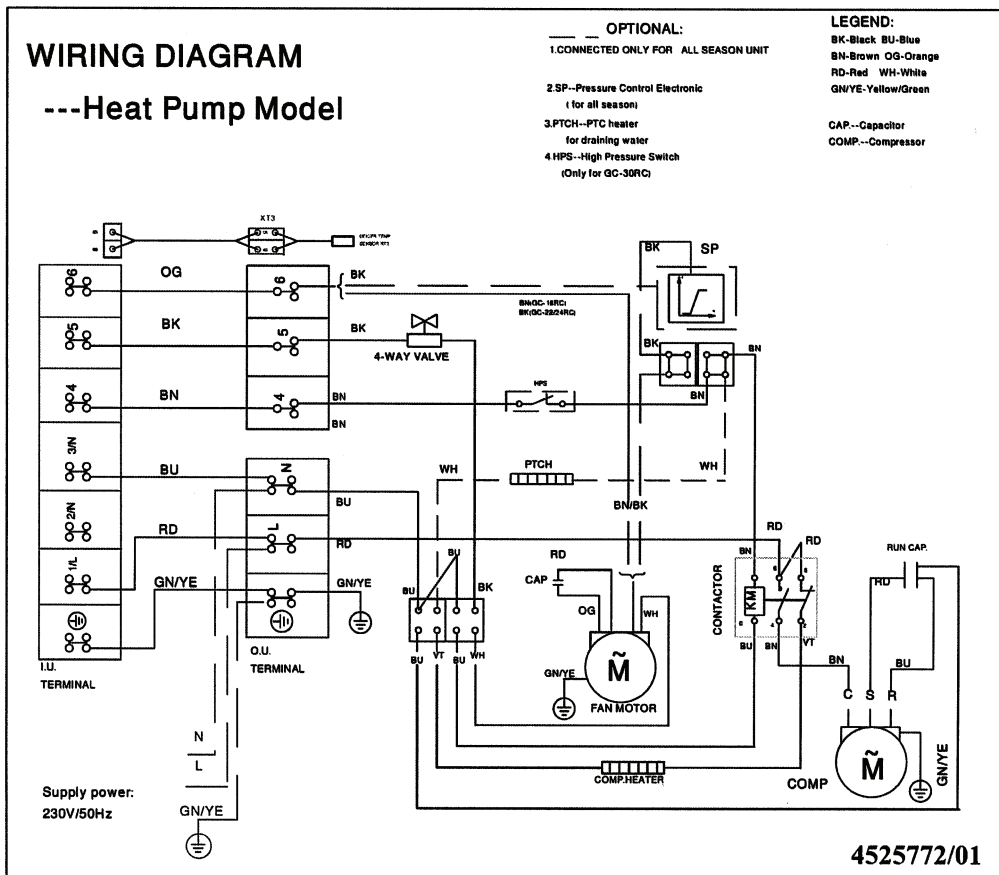 WIRING DIAGRAM
---Heat Pump Model
OPTIONAL:
1.CONNECTED ONLY FOR ALL SEASON UNIT
2.SP--Pressure Control Electronic
( for all season)
3.PTCH--PTC heater
for draining water
4.HPS--High Pressure Switch
(Only for GC-30RC)
LEGEND:
BK-Black BU-Blue
BN-Brown OG-Orange
RD-Red WH-White
GN/YE-Yellow/Green
CAP.--Capacitor
COMP.--Compressor
XT3
6
OG
6
BK
BK
SP
BN(GC-18RC)
BK(GC-22/24RC)
5
BK
5
BK
4-WAY VALVE
BK
BN
4
BN
4
BN
BN
HPS
BN
3/N
BU
N
BU
WH
PTCH
WH
BN/BK
2/N
RD
L
RD
BU
BK
RD
CAP
OG
WH
BN
RD
RD
RUN CAP.
RD
1/L
GN/YE
GN/YE
BU
CONTACTOR
KM
BU
BN
VT
BN
BU
I.U.
TERMINAL
O.U.
TERMINAL
BU
VT
BU
WH
GN/YE
M
FAN MOTOR
C
S
R
N
L
COMP.HEATER
COMP
M
GN/YE
Supply power:
230V/50Hz
GN/YE
4525772/01